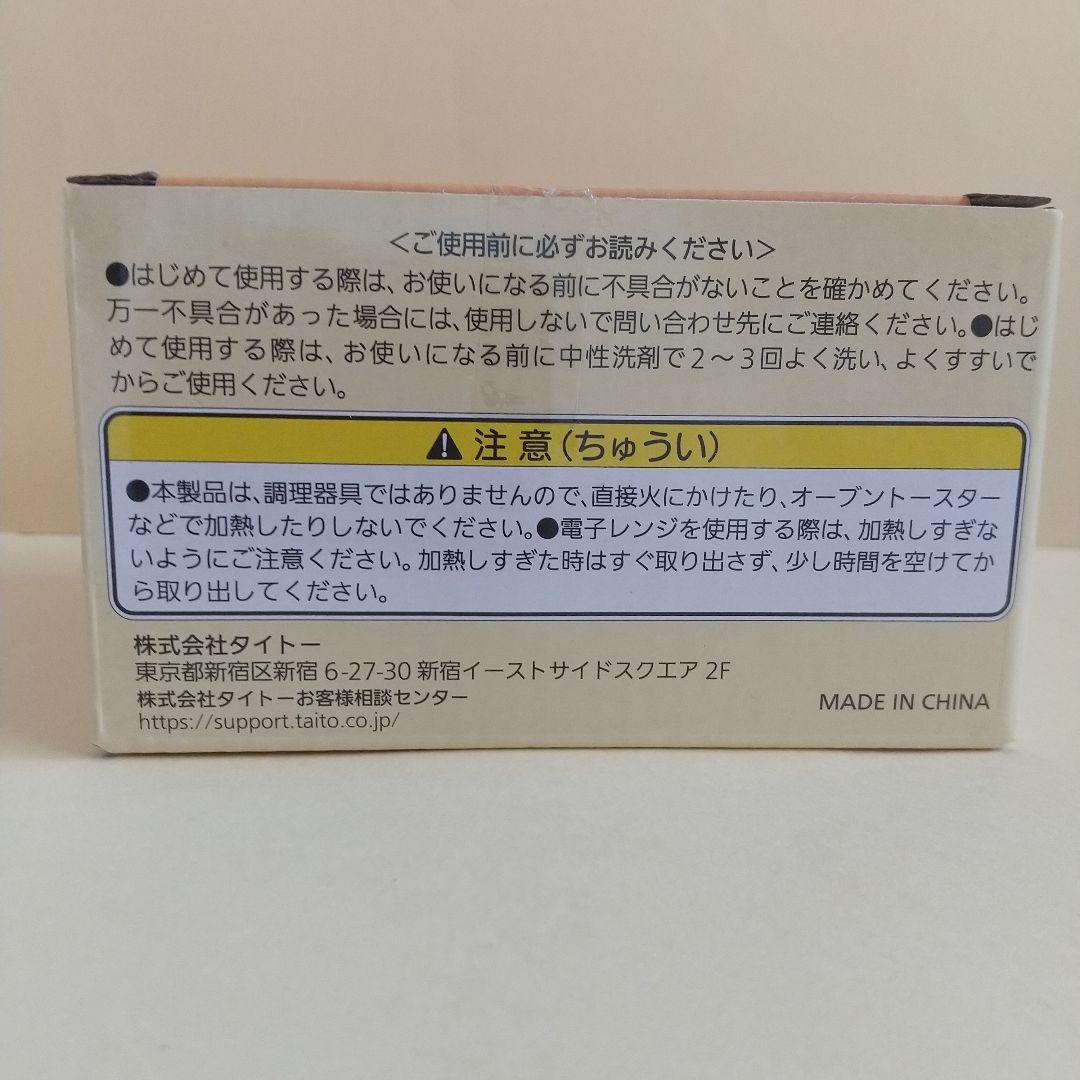 ＜ご使用前に必ずお読みください＞
●はじめて使用する際は、お使いになる前に不具合がないことを確かめてください。
万一不具合があった場合には、使用しないで問い合わせ先にご連絡ください。●はじ
めて使用する際は、お使いになる前に中性洗剤で2～3回よく洗い、よくすすいで
からご使用ください。
⚠注意(ちゅうい)
●本製品は、調理器具ではありませんので、直接火にかけたり、オーブントースター
などで加熱したりしないでください。●電子レンジを使用する際は、加熱しすぎな
いようにご注意ください。加熱しすぎた時はすぐ取り出さず、少し時間を空けてか
ら取り出してください。
株式会社タイトー
東京都新宿区新宿 6-27-30 新宿イーストサイドスクエア 2F
株式会社タイトーお客様相談センター
https://support.taito.co.jp/
MADE IN CHINA